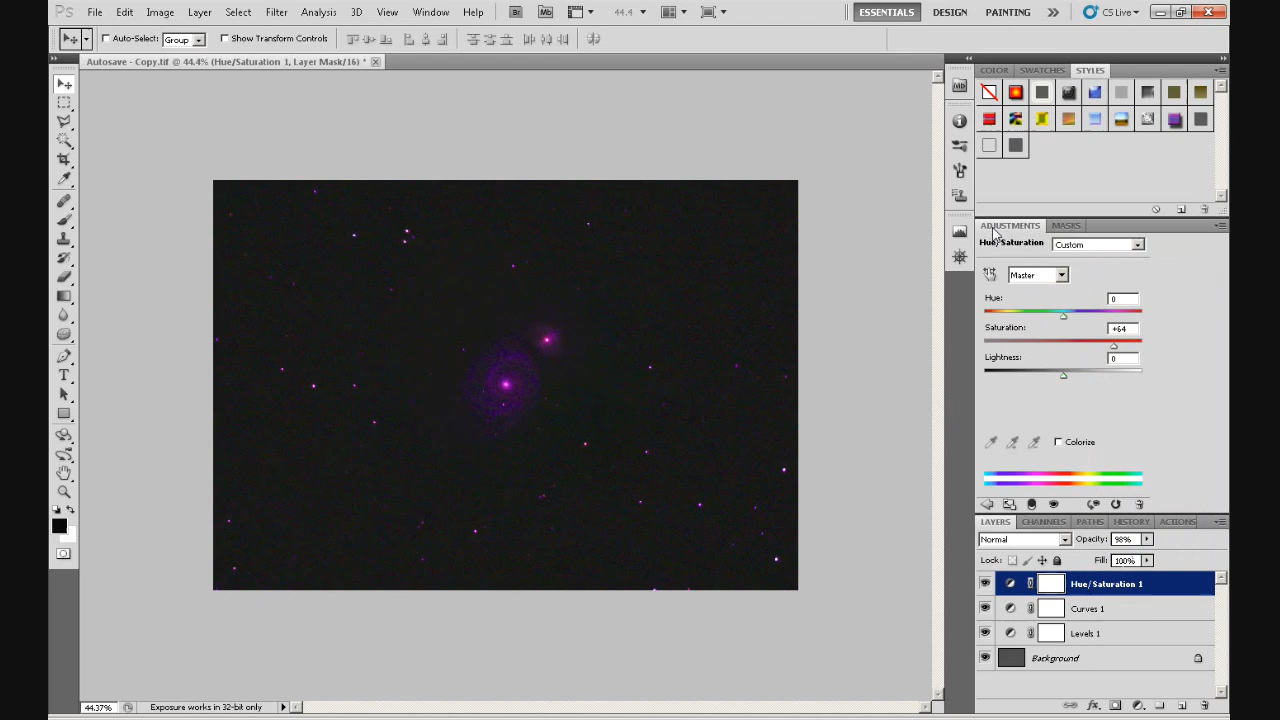 Ps File Edit Image Layer Select Filter Analysis 3D View Window Help Br Mb 44.4 ESSENTIALS DESIGN PAINTING CS Live
Auto-Select: Group Show Transform Controls
Autosave - Copy.tif @ 44.4% (Hue/Saturation 1, Layer Mask/16) *
COLOR SWATCHES STYLES
Mb
ADJUSTMENTS MASKS
Hue/Saturation Custom
Master
Hue: 0
Saturation: +64
Lightness: 0
Colorize
LAYERS CHANNELS PATHS HISTORY ACTIONS
Normal Opacity: 98%
Lock: Fill: 100%
Hue/Saturation 1
Curves 1
Levels 1
Background
44.37% Exposure works in 32-bit only